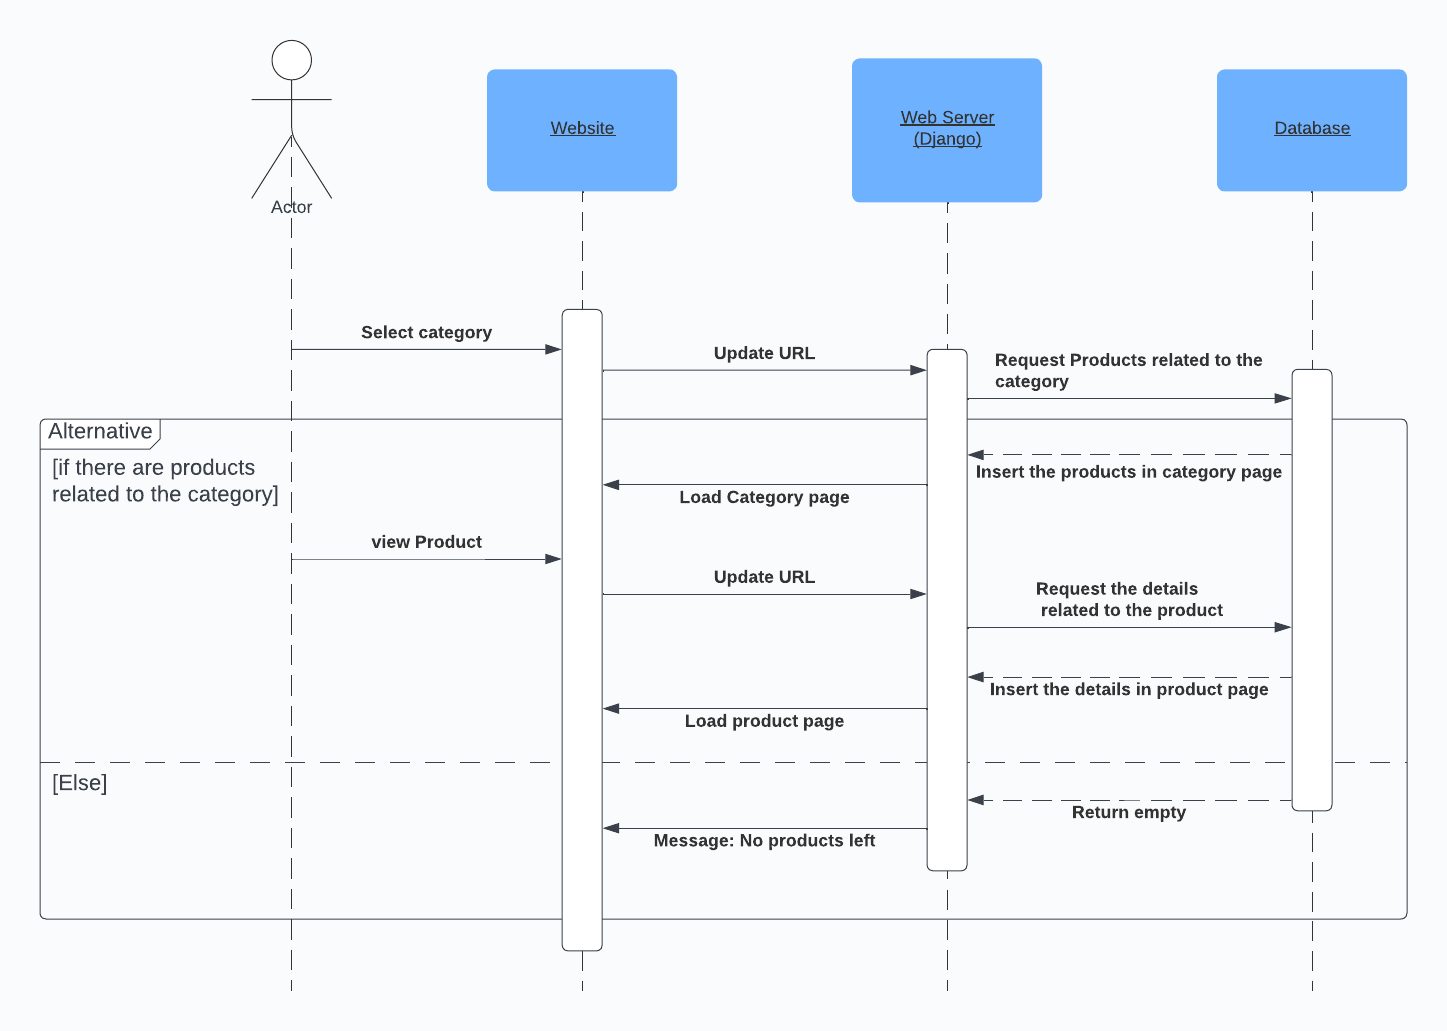 Website
Web Server
(Django)
Database
Actor
Select category
Update URL
Request Products related to the
category
Alternative
[if there are products
related to the category]
Insert the products in category page
Load Category page
view Product
Update URL
Request the details
related to the product
Insert the details in product page
Load product page
[Else]
Return empty
Message: No products left